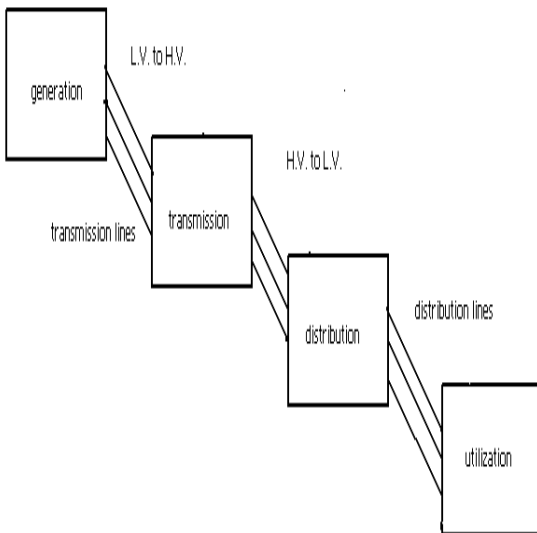 L.V. to H.V.
generation
H.V. to L.V.
transmission
transmission lines
distribution lines
distribution
utilization